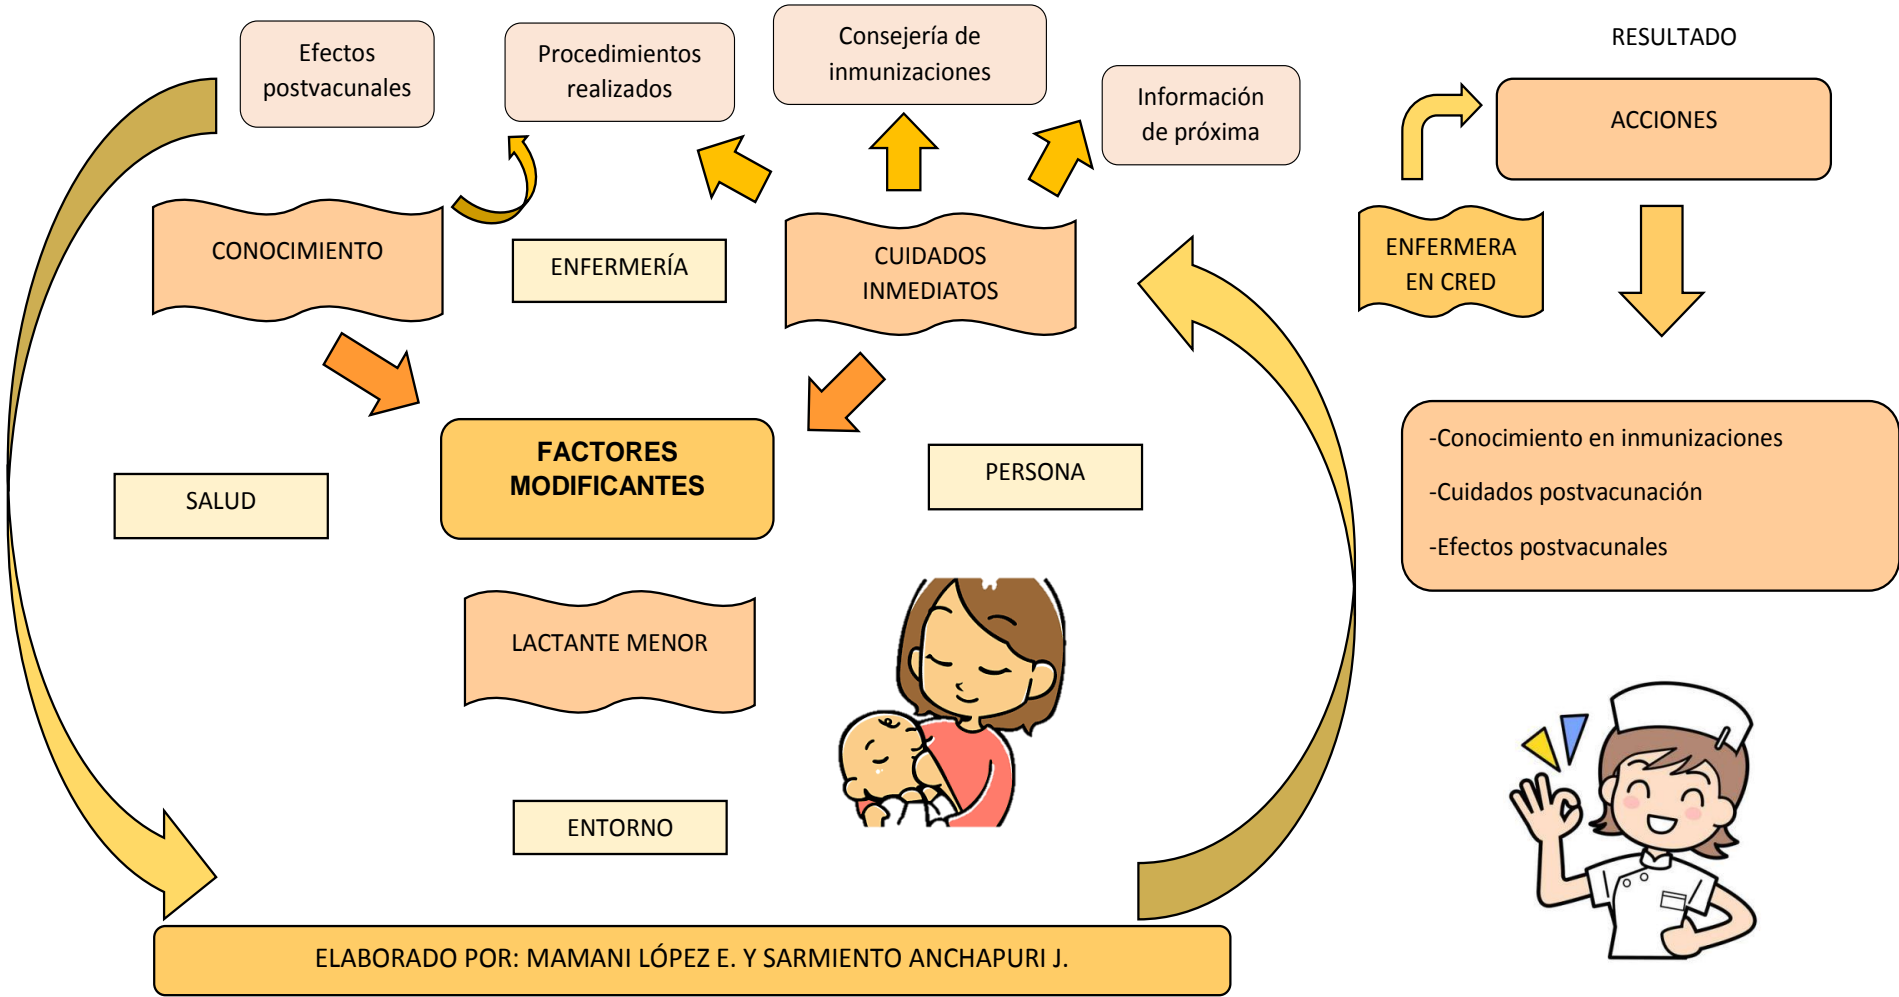 Efectos
postvacunales
Procedimientos
realizados
Consejería de
inmunizaciones
Información
de próxima
RESULTADO
ACCIONES
CONOCIMIENTO
ENFERMERÍA
CUIDADOS
INMEDIATOS
ENFERMERA
EN CRED
FACTORES
MODIFICANTES
SALUD
PERSONA
-Conocimiento en inmunizaciones
-Cuidados postvacunación
-Efectos postvacunales
LACTANTE MENOR
ENTORNO
ELABORADO POR: MAMANI LÓPEZ E. Y SARMIENTO ANCHAPURI J.